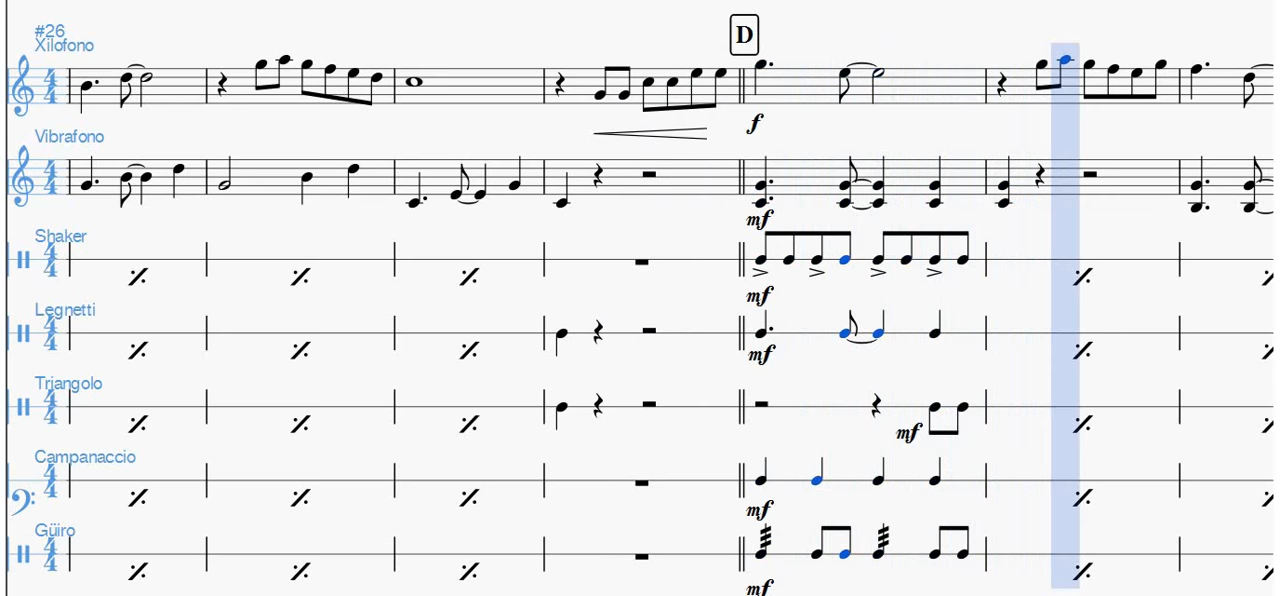 #26
Xilofono
D
f
Vibrafono
mf
Shaker
mf
Legnetti
mf
Triangolo
mf
Campanaccio
mf
Güiro
mf